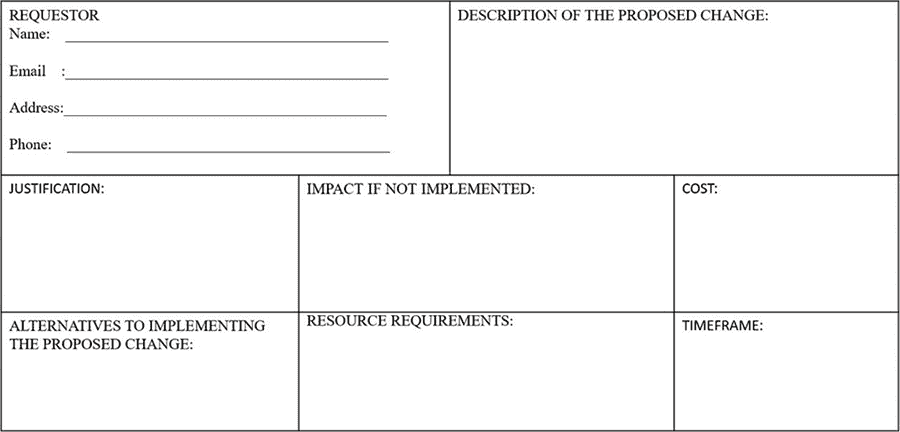 REQUESTOR
Name:
Email :
Address:
Phone:
DESCRIPTION OF THE PROPOSED CHANGE:
JUSTIFICATION:
IMPACT IF NOT IMPLEMENTED:
COST:
ALTERNATIVES TO IMPLEMENTING
THE PROPOSED CHANGE:
RESOURCE REQUIREMENTS:
TIMEFRAME: